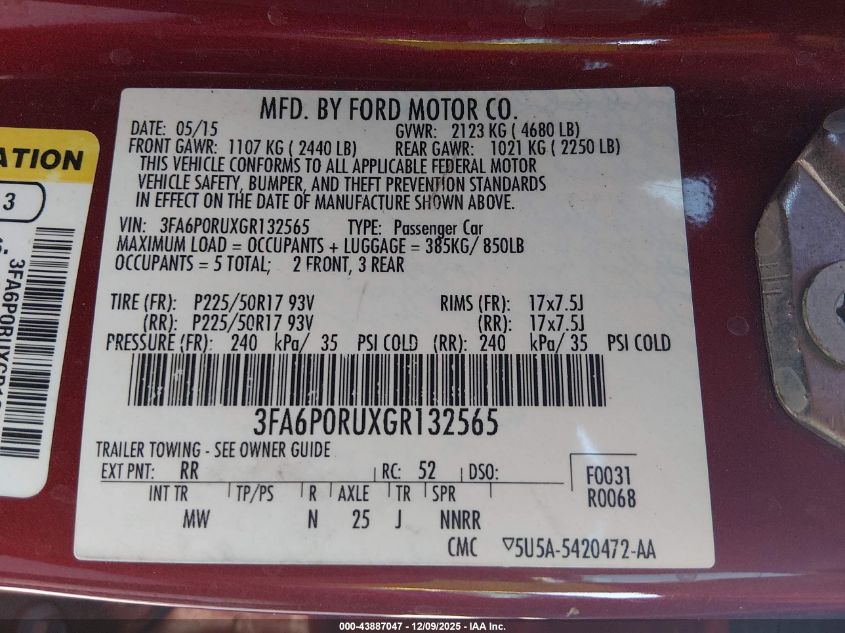 MFD. BY FORD MOTOR CO.
DATE: 05/15 GVWR: 2123 KG ( 4680 LB)
FRONT GAWR: 1107 KG ( 2440 LB) REAR GAWR: 1021 KG ( 2250 LB)
THIS VEHICLE CONFORMS TO ALL APPLICABLE FEDERAL MOTOR
VEHICLE SAFETY, BUMPER, AND THEFT PREVENTION STANDARDS
IN EFFECT ON THE DATE OF MANUFACTURE SHOWN ABOVE.
VIN: 3FA6P0RUXGR132565 TYPE: Passenger Car
MAXIMUM LOAD = OCCUPANTS + LUGGAGE = 385KG/ 850LB
OCCUPANTS = 5 TOTAL; 2 FRONT, 3 REAR
TIRE (FR): P225/50R17 93V RIMS (FR): 17x7.5J
(RR): P225/50R17 93V (RR): 17x7.5J
PRESSURE (FR): 240 kPa/ 35 PSI COLD (RR): 240 kPa/ 35 PSI COLD
3FA6P0RUXGR132565
TRAILER TOWING - SEE OWNER GUIDE
EXT PNT: RR RC: 52 DSO:
F0031
R0068
INT TR TP/PS R AXLE TR SPR
MW N 25 J NNRR
CMC ▽5U5A-5420472-AA
ATION
3
3FA6P0RUXGR1
000-43887047 - 12/09/2025 - IAA Inc.